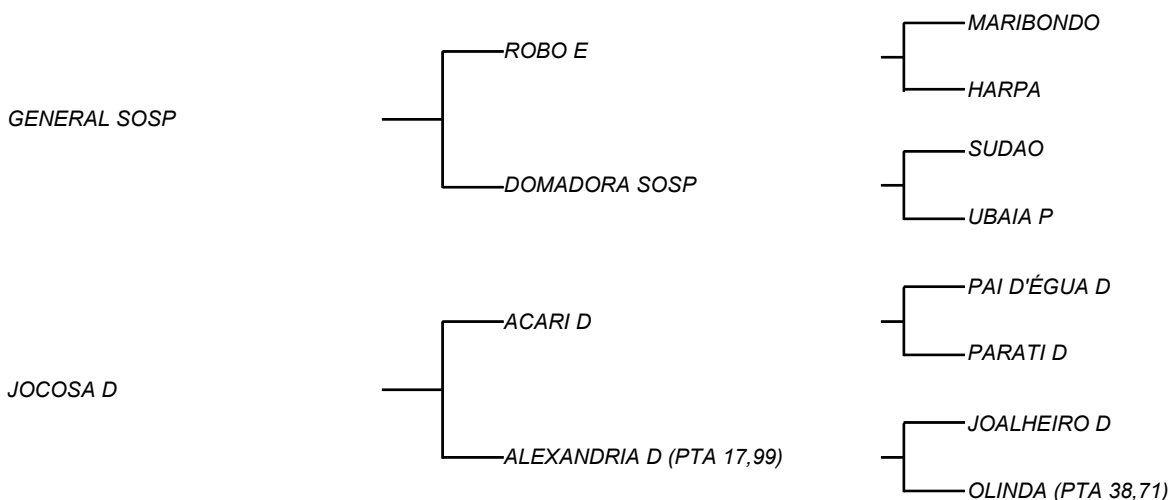 MARIBONDO
ROBO E
HARPA
GENERAL SOSP
SUDAO
DOMADORA SOSP
UBAIA P
PAI D'ÉGUA D
ACARI D
PARATI D
JOCOSA D
JOALHEIRO D
ALEXANDRIA D (PTA 17,99)
OLINDA (PTA 38,71)